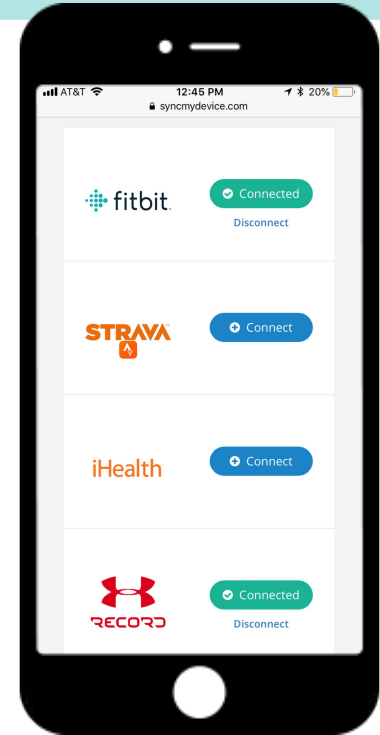 AT&T 12:45 PM 20%
syncmydevice.com
fitbit.
Connected
Disconnect
STRAVA
Connect
iHealth
Connect
RECORD
Connected
Disconnect